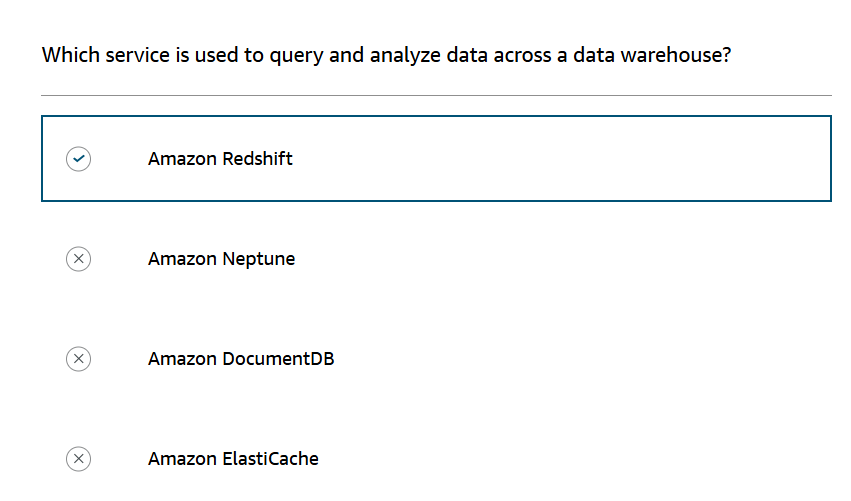 Which service is used to query and analyze data across a data warehouse?
Amazon Redshift
Amazon Neptune
Amazon DocumentDB
Amazon ElastiCache